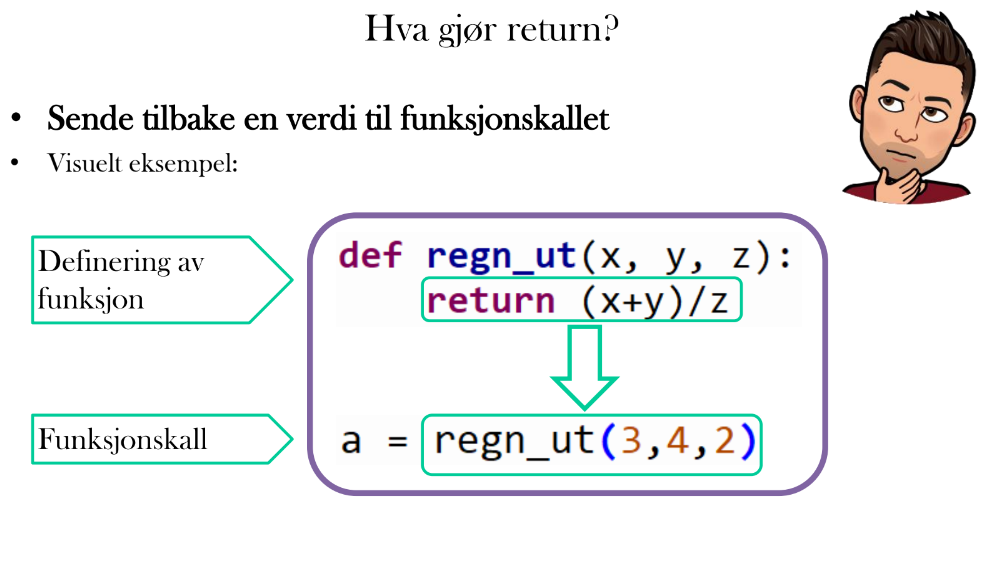 Hva gjør return?
• Sende tilbake en verdi til funksjonskallet
• Visuelt eksempel:
Definering av
funksjon
def regn_ut(x, y, z):
return (x+y)/z
Funksjonskall
a = regn_ut(3,4,2)